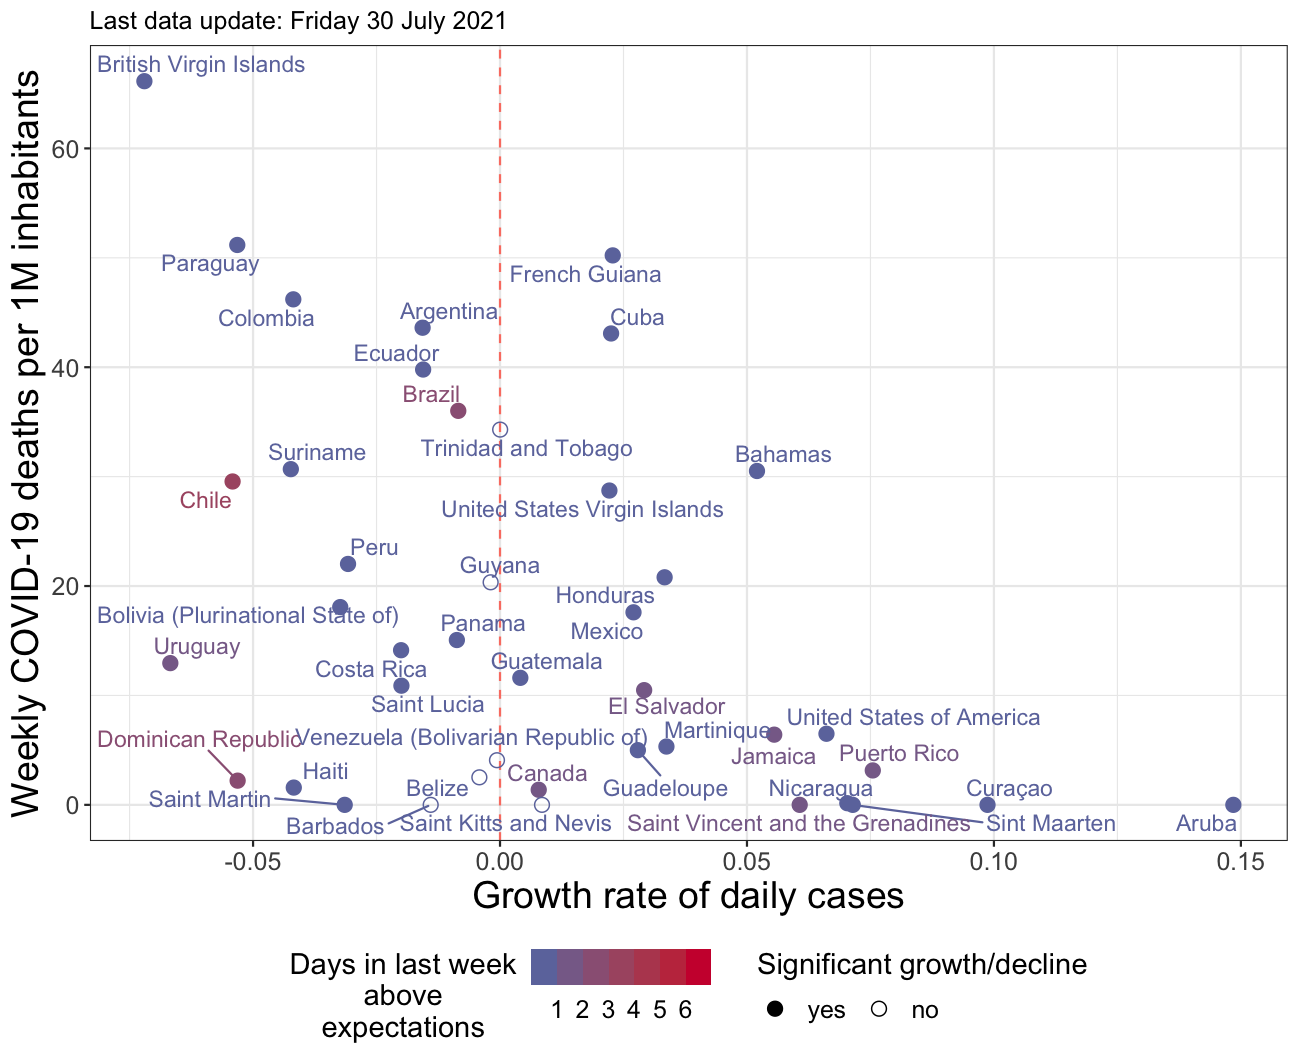 Last data update: Friday 30 July 2021
Weekly COVID-19 deaths per 1M inhabitants
60
40
20
0
British Virgin Islands
Paraguay
French Guiana
Colombia
Argentina
Cuba
Ecuador
Brazil
Trinidad and Tobago
Suriname
Bahamas
Chile
United States Virgin Islands
Peru
Guyana
Honduras
Bolivia (Plurinational State of)
Panama
Mexico
Uruguay
Costa Rica
Guatemala
Saint Lucia
El Salvador
United States of America
Dominican Republic
Venezuela (Bolivarian Republic of)
Martinique
Jamaica
Puerto Rico
Haiti
Canada
Saint Martin
Belize
Guadeloupe
Nicaragua
Curaçao
Barbados
Saint Kitts and Nevis
Saint Vincent and the Grenadines
Sint Maarten
Aruba
-0.05
0.00
0.05
0.10
0.15
Growth rate of daily cases
Days in last week
above
expectations
1 2 3 4 5 6
Significant growth/decline
yes
no